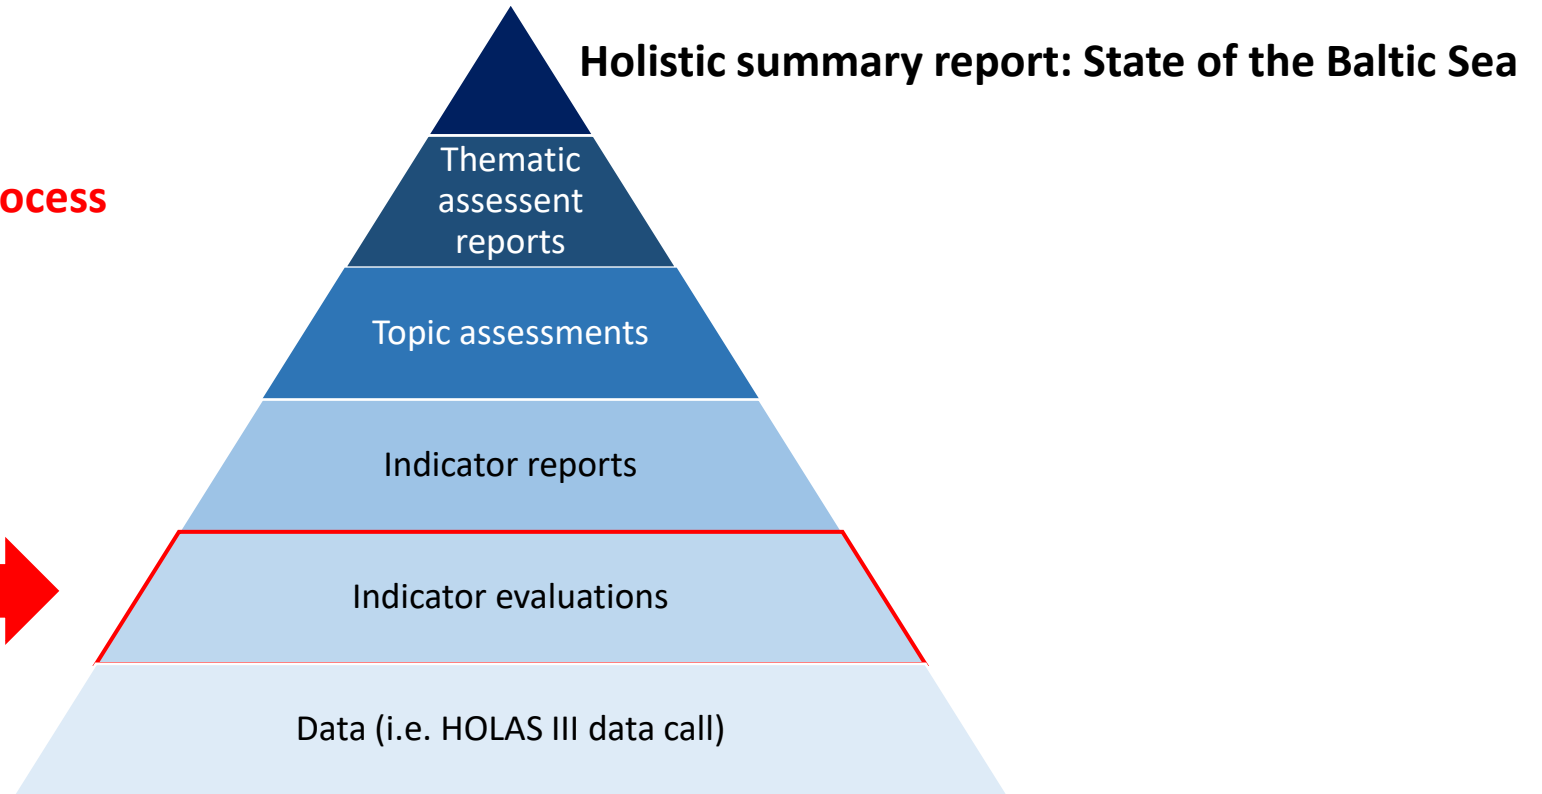 Holistic summary report: State of the Baltic Sea
Thematic
assessent
reports
ocess
Topic assessments
Indicator reports
Indicator evaluations
Data (i.e. HOLAS III data call)